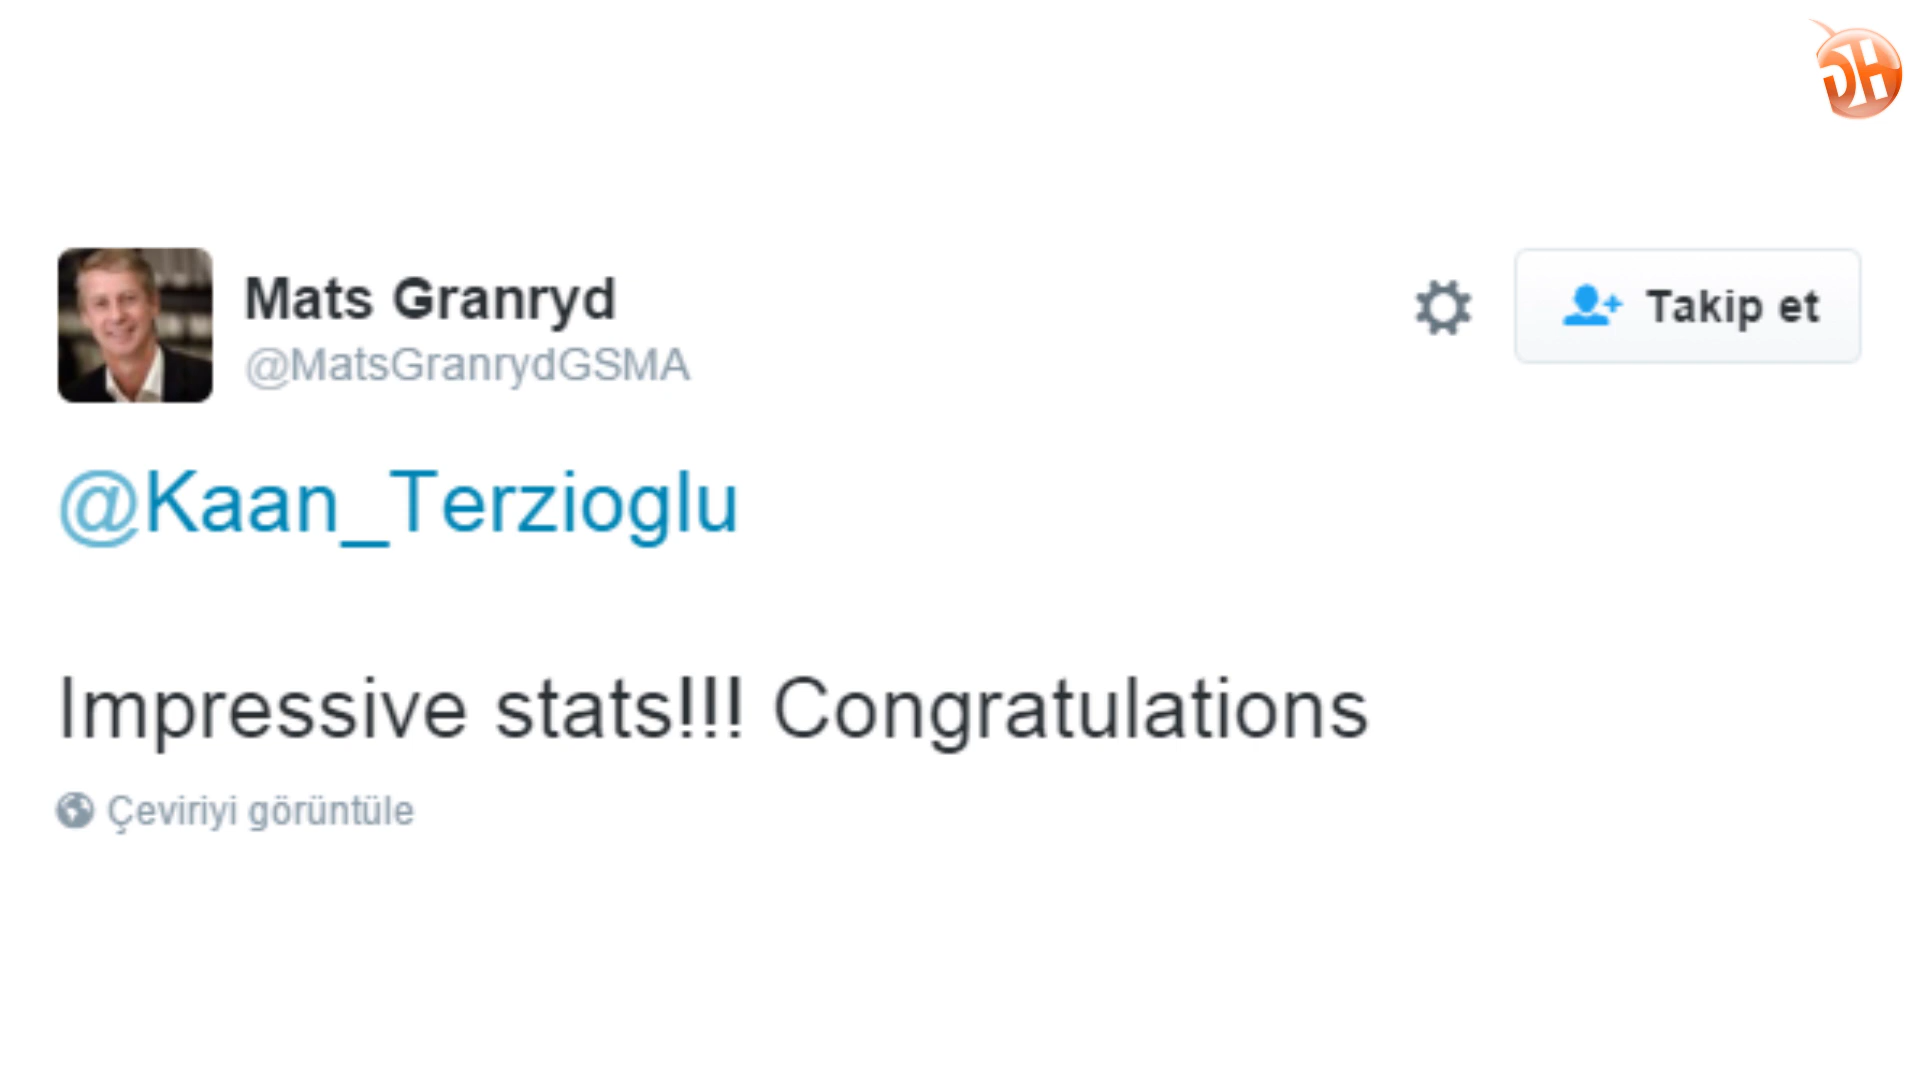 DH
Mats Granryd
@MatsGranrydGSMA
Takip et
@Kaan_Terzioglu
Impressive stats!!! Congratulations
Çeviriyi görüntüle